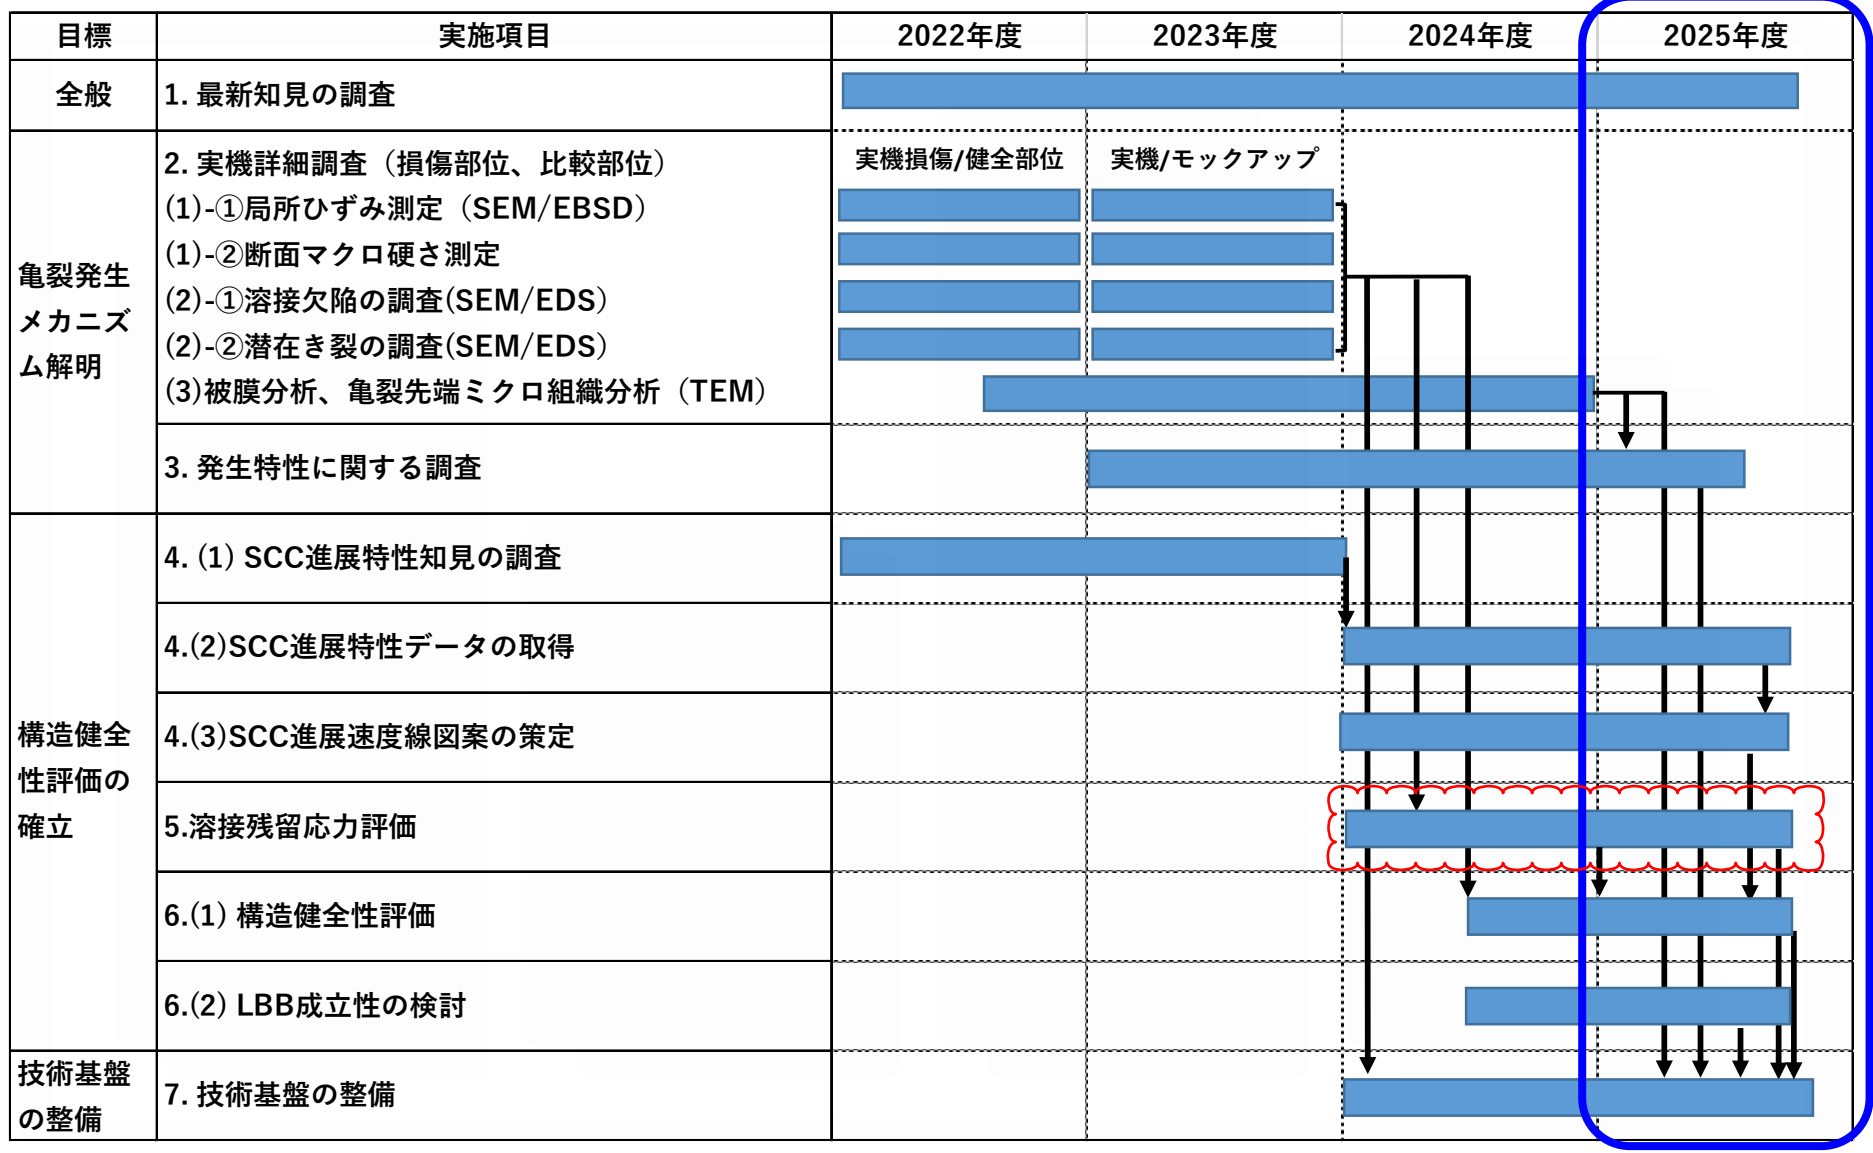 目標 実施項目 2022年度 2023年度 2024年度 2025年度
全般 1. 最新知見の調査
亀裂発生
メカニズ
ム解明
2. 実機詳細調査（損傷部位、比較部位） 実機損傷/健全部位 実機/モックアップ
(1)-①局所ひずみ測定（SEM/EBSD）
(1)-②断面マクロ硬さ測定
(2)-①溶接欠陥の調査(SEM/EDS）
(2)-②潜在き裂の調査(SEM/EDS）
(3)被膜分析、亀裂先端ミクロ組織分析（TEM）
3. 発生特性に関する調査
構造健全
性評価の
確立
4. (1) SCC進展特性知見の調査
4.(2)SCC進展特性データの取得
4.(3)SCC進展速度線図案の策定
5.溶接残留応力評価
6.(1) 構造健全性評価
6.(2) LBB成立性の検討
技術基盤
の整備
7. 技術基盤の整備